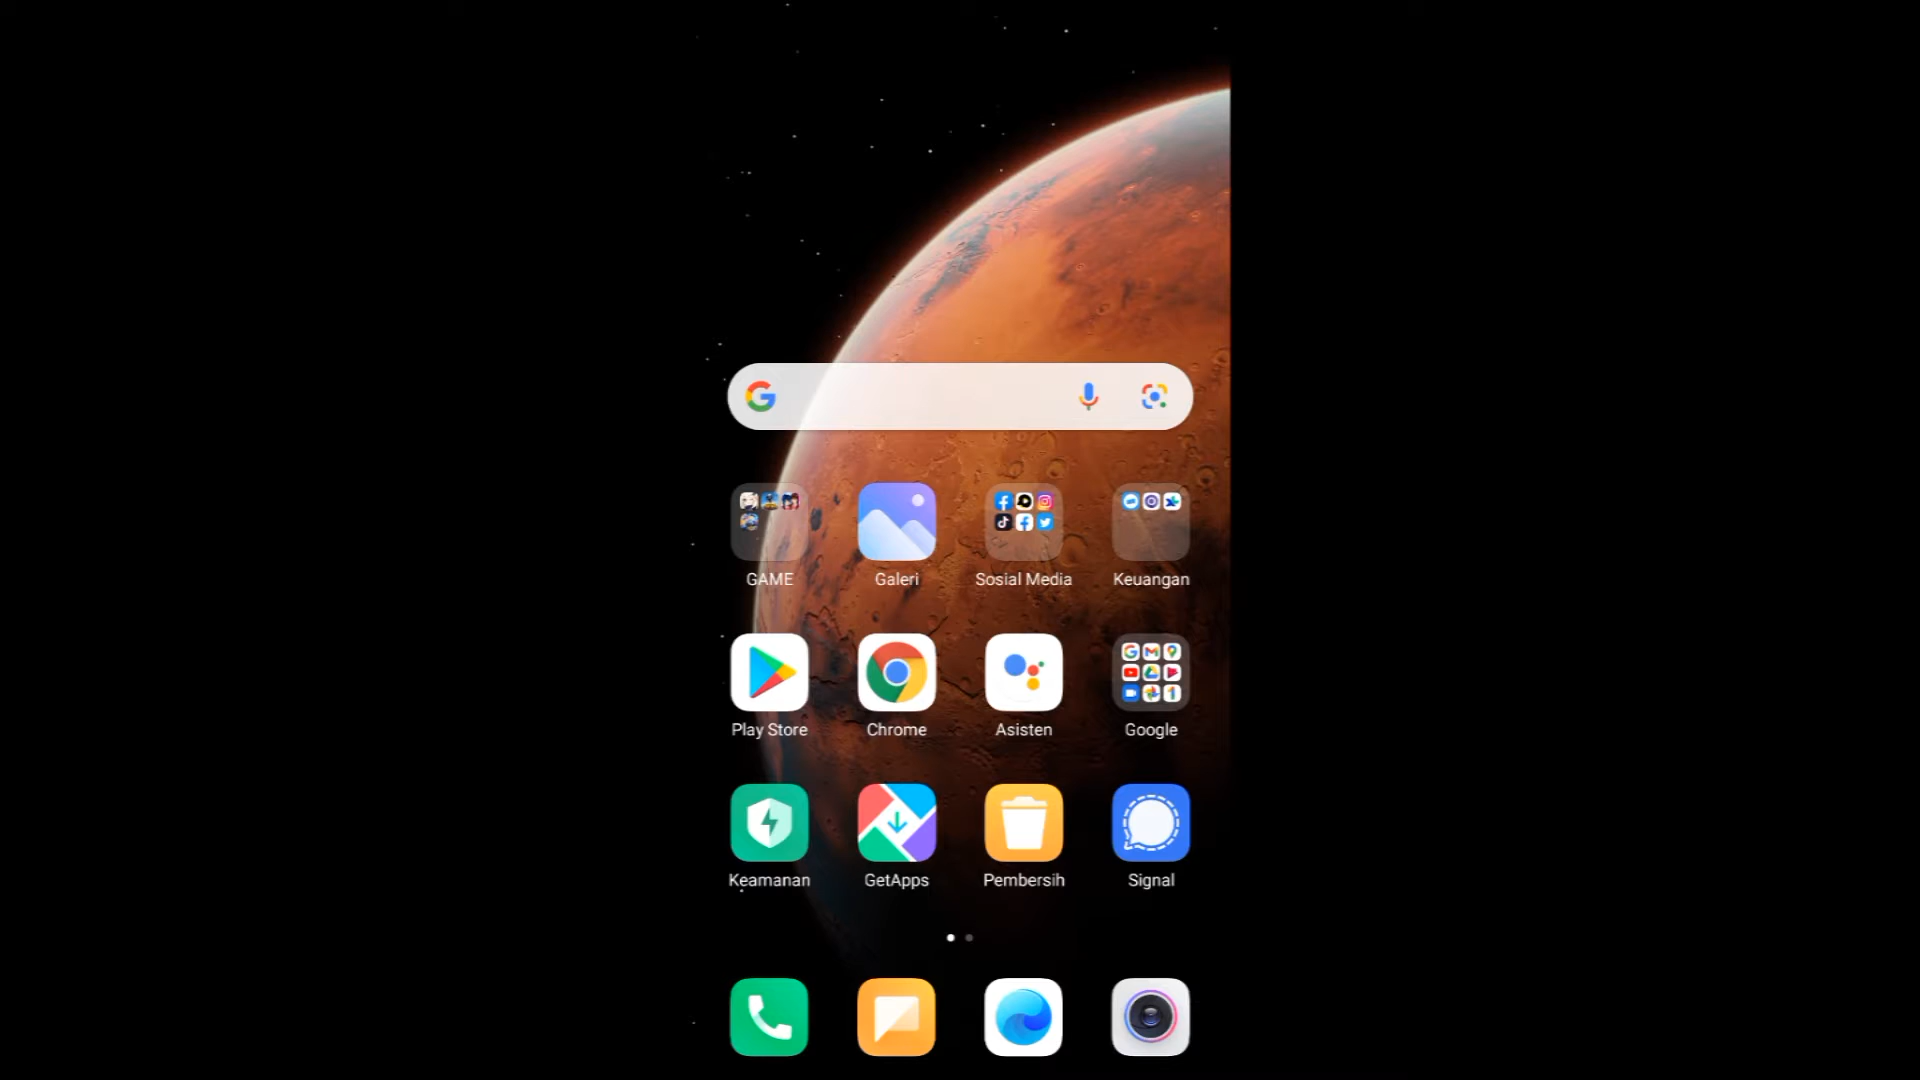 GAME
Galeri
Sosial Media
Keuangan
Play Store
Chrome
Asisten
Google
Keamanan
GetApps
Pembersih
Signal